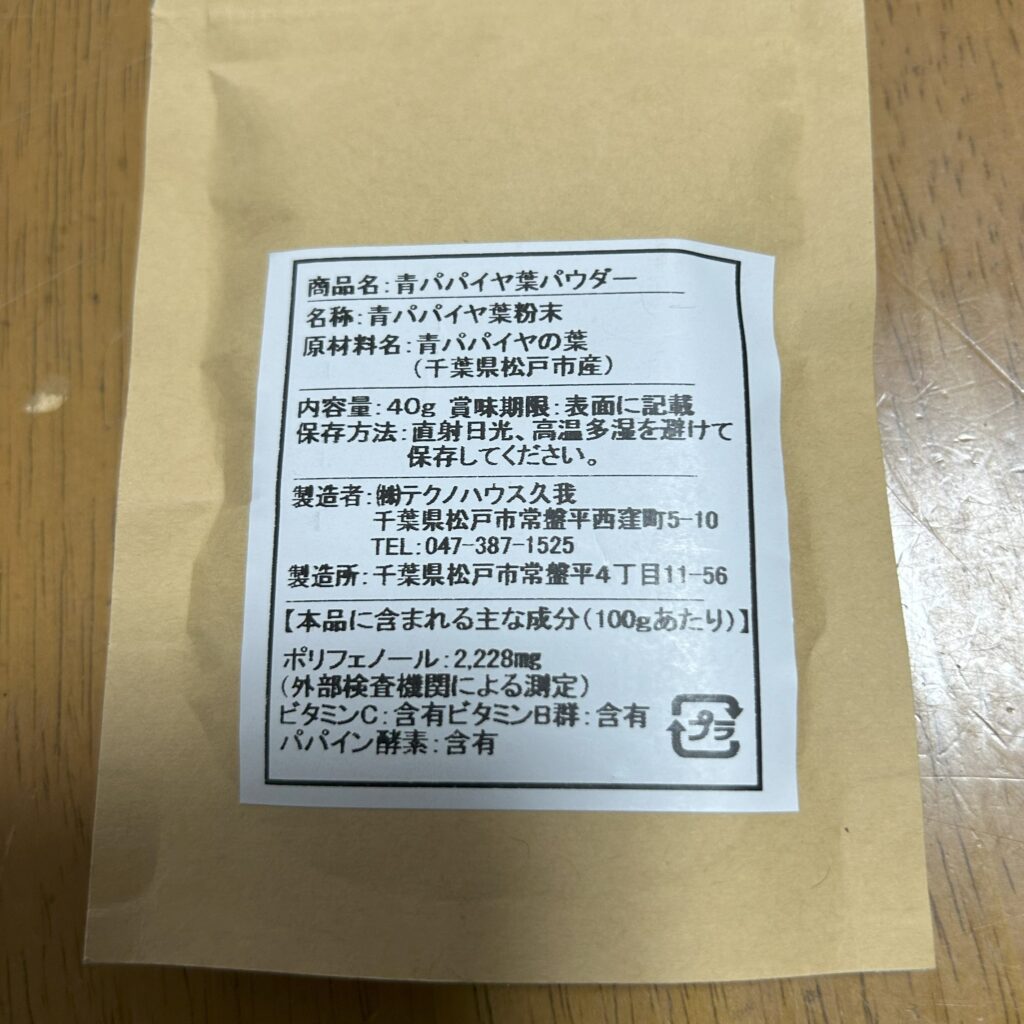 商品名:青パパイヤ葉パウダー
名称:青パパイヤ葉粉末
原材料名:青パパイヤの葉
(千葉県松戸市産)
内容量:40g 賞味期限:表面に記載
保存方法:直射日光、高温多湿を避けて
保存してください。
製造者:㈱テクノハウス久我
千葉県松戸市常盤平西窪町5-10
TEL:047-387-1525
製造所:千葉県松戸市常盤平4丁目11-56
【本品に含まれる主な成分(100gあたり)】
ポリフェノール:2,228㎎
(外部検査機関による測定)
ビタミンC:含有ビタミンB群:含有
パパイン酵素:含有
プラ